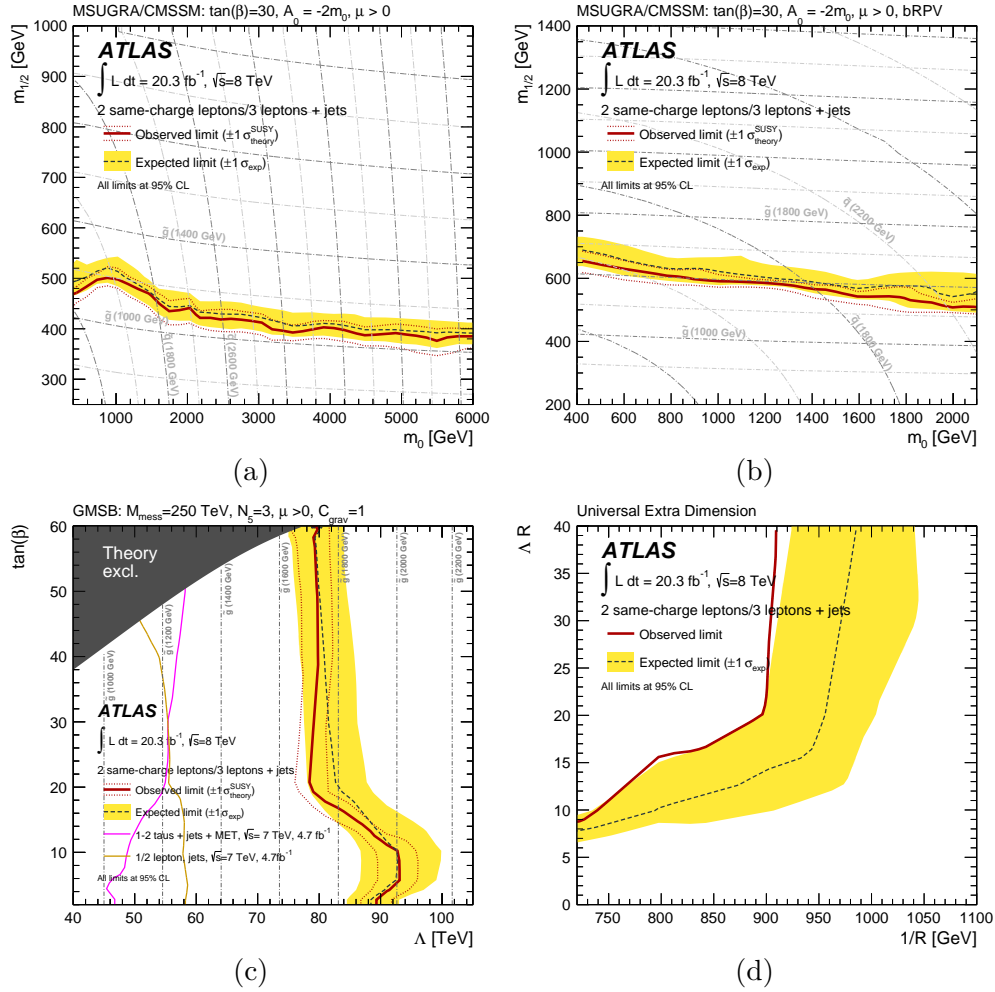 MSUGRA/CMSSM: tan(β)=30, A₀ = -2m₀, μ > 0
m₁/₂ [GeV]
1000
900
800
700
600
500
400
300
ATLAS
∫ L dt = 20.3 fb⁻¹, √s=8 TeV
2 same-charge leptons/3 leptons + jets
Observed limit (±1 σ^SUSY_theory)
Expected limit (±1 σ_exp)
All limits at 95% CL
g̃ (1400 GeV)
g̃ (1000 GeV)
q̃ (1800 GeV)
q̃ (2600 GeV)
1000 2000 3000 4000 5000 6000
m₀ [GeV]
(a)
MSUGRA/CMSSM: tan(β)=30, A₀ = -2m₀, μ > 0, bRPV
m₁/₂ [GeV]
1400
1200
1000
800
600
400
200
ATLAS
∫ L dt = 20.3 fb⁻¹, √s=8 TeV
2 same-charge leptons/3 leptons + jets
Observed limit (±1 σ^SUSY_theory)
Expected limit (±1 σ_exp)
All limits at 95% CL
g̃ (1800 GeV)
q̃ (2200 GeV)
g̃ (1000 GeV)
q̃ (1800 GeV)
400 600 800 1000 1200 1400 1600 1800 2000
m₀ [GeV]
(b)
GMSB: M_mess=250 TeV, N₅=3, μ>0, C_grav=1
tan(β)
60
50
40
30
20
10
Theory
excl.
g̃ (1000 GeV)
g̃ (1200 GeV)
g̃ (1400 GeV)
g̃ (1600 GeV)
g̃ (1800 GeV)
g̃ (2000 GeV)
g̃ (2200 GeV)
ATLAS
∫ L dt = 20.3 fb⁻¹, √s=8 TeV
2 same-charge leptons/3 leptons + jets
Observed limit (±1 σ^SUSY_theory)
Expected limit (±1 σ_exp)
1-2 taus + jets + MET, √s= 7 TeV, 4.7 fb⁻¹
1/2 lepton, jets, √s=7 TeV, 4.7fb⁻¹
All limits at 95% CL
40 50 60 70 80 90 100
Λ [TeV]
(c)
Universal Extra Dimension
Λ R
40
35
30
25
20
15
10
5
0
ATLAS
∫ L dt = 20.3 fb⁻¹, √s=8 TeV
2 same-charge leptons/3 leptons + jets
Observed limit
Expected limit (±1 σ_exp)
All limits at 95% CL
750 800 850 900 950 1000 1050 1100
1/R [GeV]
(d)